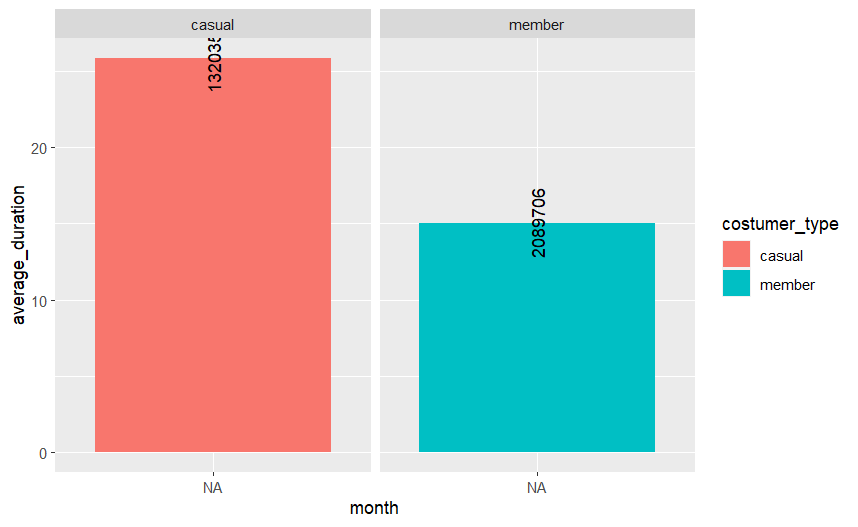 casual
member
132035
2089706
20
10
0
NA
NA
average_duration
month
costumer_type
casual
member